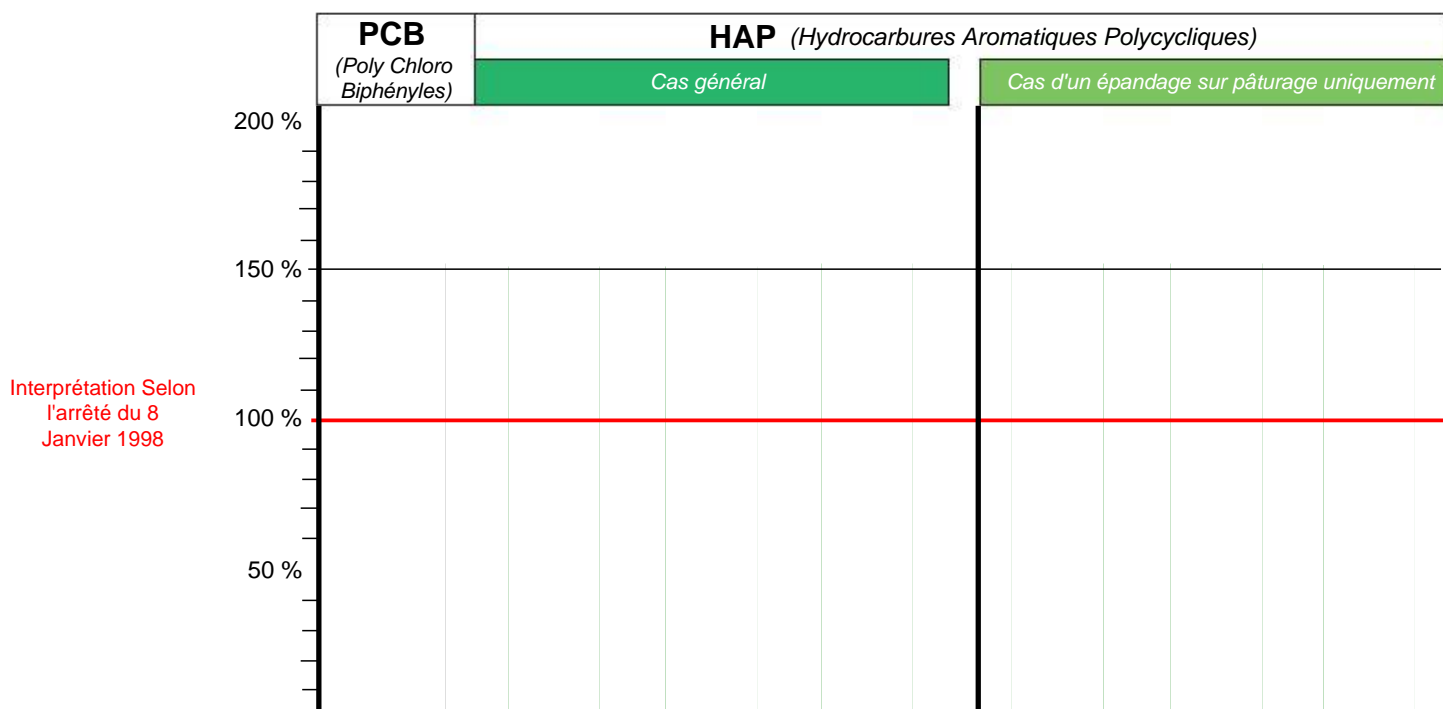 PCB
(Poly Chloro
Biphényles)
HAP (Hydrocarbures Aromatiques Polycycliques)
Cas général
Cas d'un épandage sur pâturage uniquement
200 %
150 %
Interprétation Selon
l'arrêté du 8
Janvier 1998
100 %
50 %